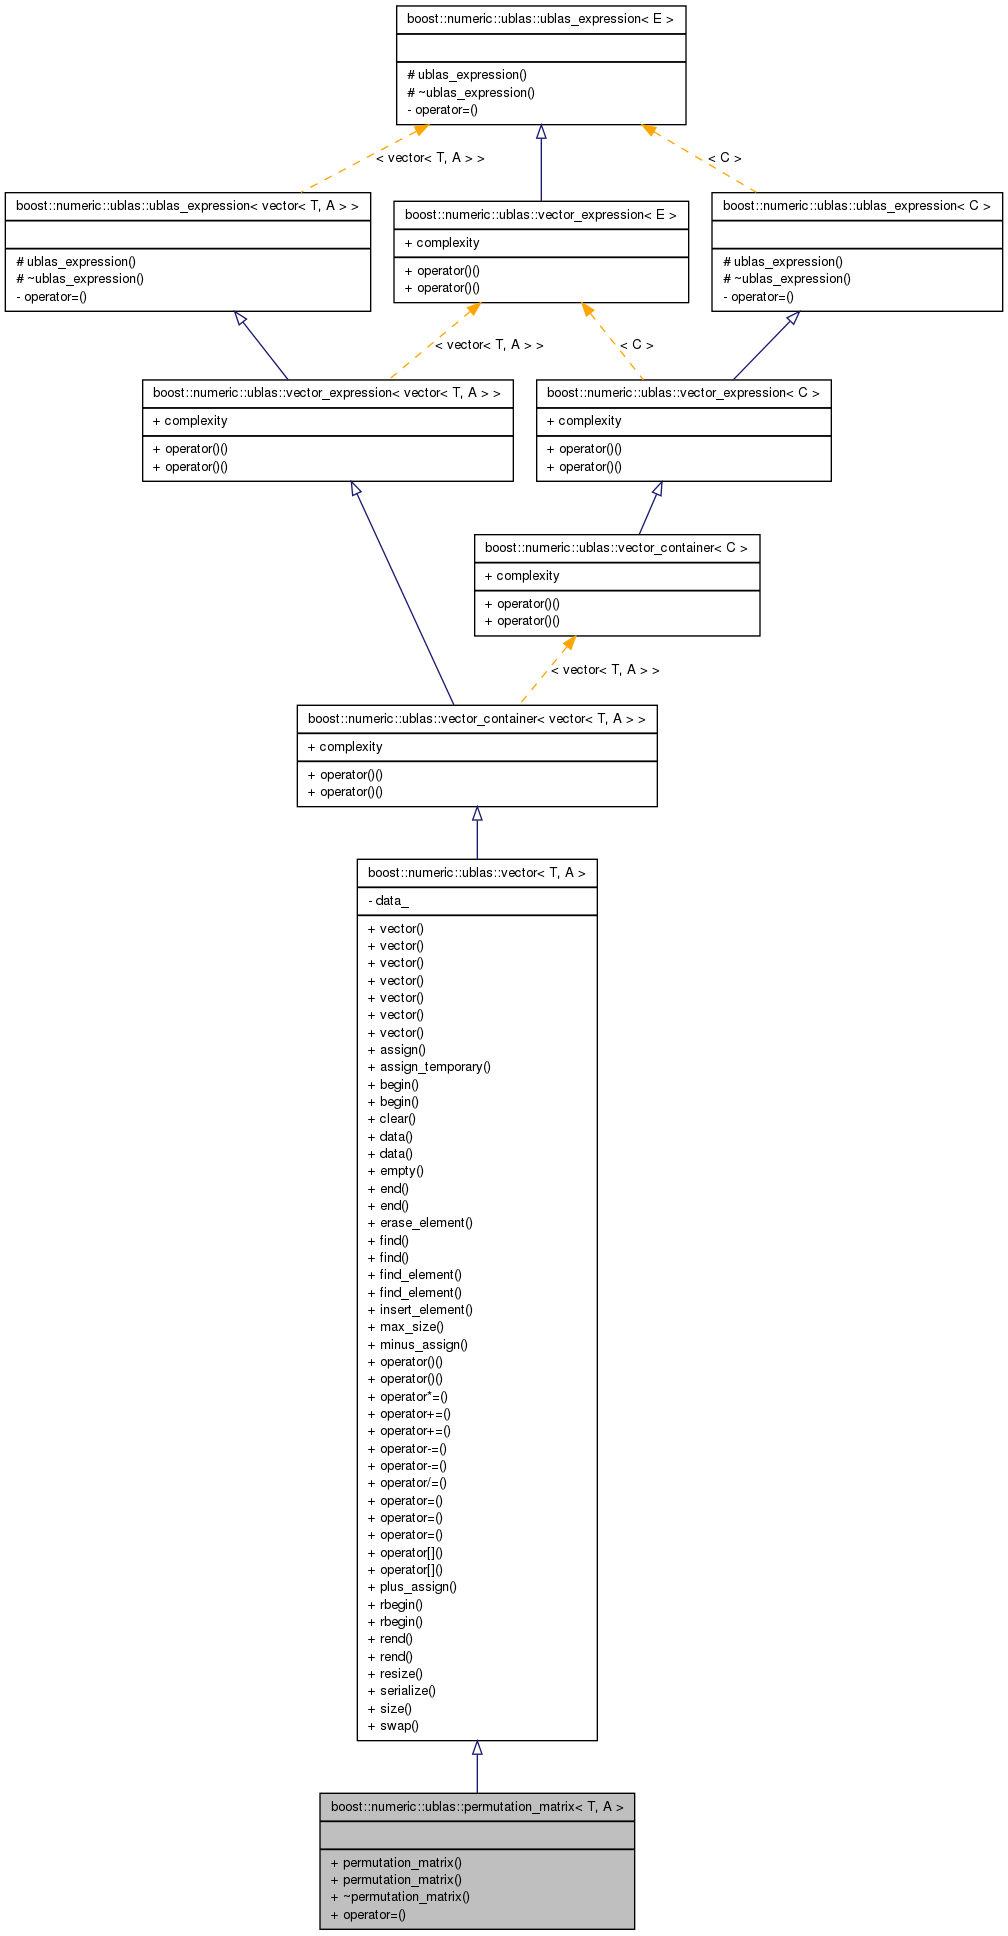 boost::numeric::ublas::ublas_expression< E >
# ublas_expression()
# ~ublas_expression()
- operator=()
< vector< T, A > >
< C >
boost::numeric::ublas::ublas_expression< vector< T, A > >
# ublas_expression()
# ~ublas_expression()
- operator=()
boost::numeric::ublas::vector_expression< E >
+ complexity
+ operator()()
+ operator()()
boost::numeric::ublas::ublas_expression< C >
# ublas_expression()
# ~ublas_expression()
- operator=()
< vector< T, A > >
< C >
boost::numeric::ublas::vector_expression< vector< T, A > >
+ complexity
+ operator()()
+ operator()()
boost::numeric::ublas::vector_expression< C >
+ complexity
+ operator()()
+ operator()()
boost::numeric::ublas::vector_container< C >
+ complexity
+ operator()()
+ operator()()
< vector< T, A > >
boost::numeric::ublas::vector_container< vector< T, A > >
+ complexity
+ operator()()
+ operator()()
boost::numeric::ublas::vector< T, A >
- data_
+ vector()
+ vector()
+ vector()
+ vector()
+ vector()
+ vector()
+ vector()
+ assign()
+ assign_temporary()
+ begin()
+ begin()
+ clear()
+ data()
+ data()
+ empty()
+ end()
+ end()
+ erase_element()
+ find()
+ find()
+ find_element()
+ find_element()
+ insert_element()
+ max_size()
+ minus_assign()
+ operator()()
+ operator()()
+ operator*=()
+ operator+=()
+ operator+=()
+ operator-=()
+ operator-=()
+ operator/=()
+ operator=()
+ operator=()
+ operator=()
+ operator[]()
+ operator[]()
+ plus_assign()
+ rbegin()
+ rbegin()
+ rend()
+ rend()
+ resize()
+ serialize()
+ size()
+ swap()
boost::numeric::ublas::permutation_matrix< T, A >
+ permutation_matrix()
+ permutation_matrix()
+ ~permutation_matrix()
+ operator=()